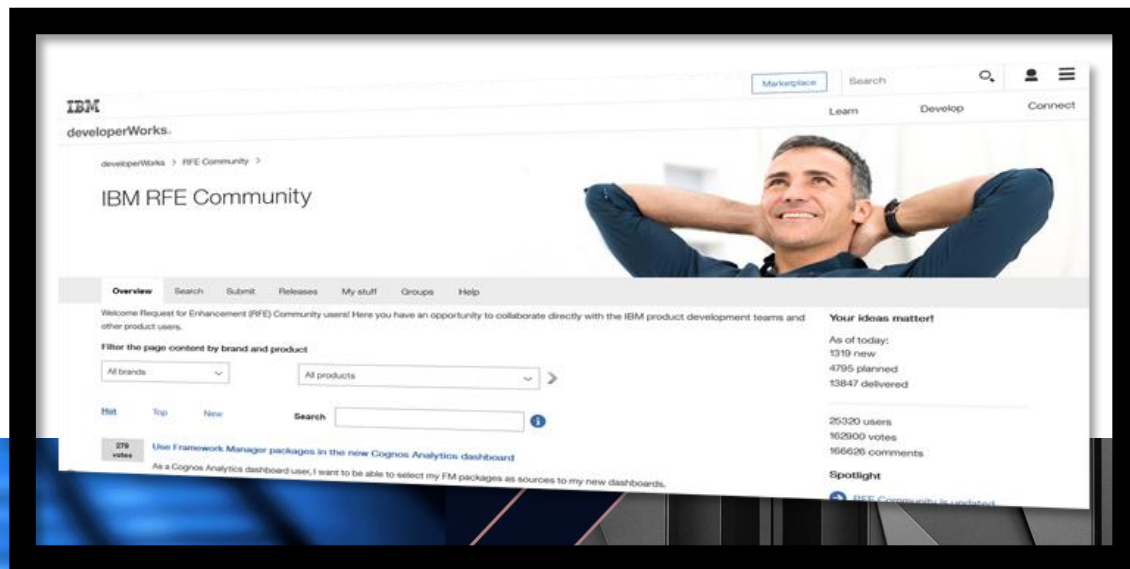 IBM
Marketplace
Search
developerWorks.
Learn
Develop
Connect
developerWorks > RFE Community >
IBM RFE Community
Overview
Search
Submit
Releases
My stuff
Groups
Help
Welcome Request for Enhancement (RFE) Community users! Here you have an opportunity to collaborate directly with the IBM product development teams and
other product users.
Filter the page content by brand and product
All brands
All products
Hot
Top
New
Search
279
votes
Use Framework Manager packages in the new Cognos Analytics dashboard
As a Cognos Analytics dashboard user, I want to be able to select my FM packages as sources to my new dashboards.
Your ideas matter!
As of today:
1319 new
4795 planned
13847 delivered
25320 users
162900 votes
166626 comments
Spotlight
RFE Community is updated